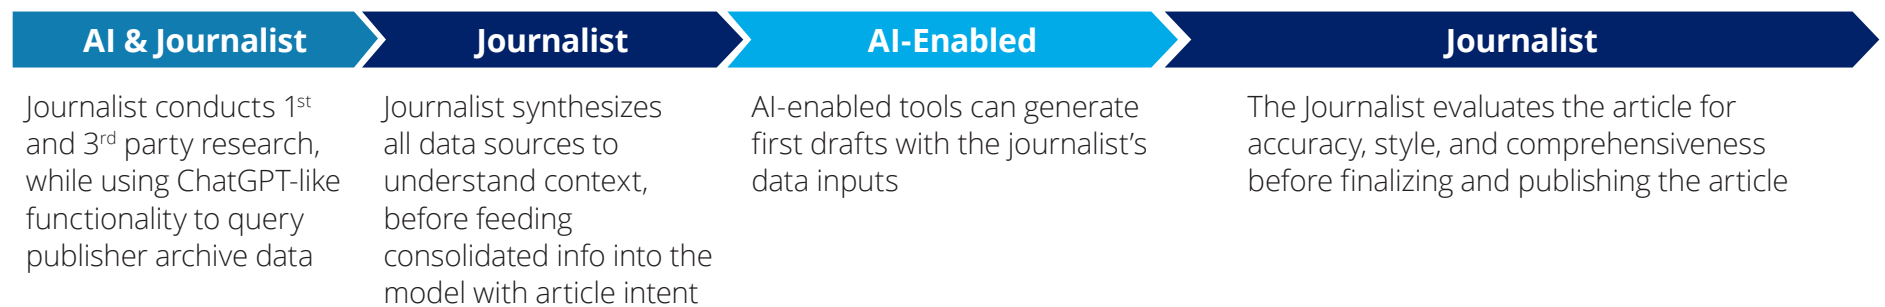 AI & Journalist
Journalist conducts 1st
and 3rd party research,
while using ChatGPT-like
functionality to query
publisher archive data
Journalist
Journalist synthesizes
all data sources to
understand context,
before feeding
consolidated info into the
model with article intent
AI-Enabled
AI-enabled tools can generate
first drafts with the journalist’s
data inputs
Journalist
The Journalist evaluates the article for
accuracy, style, and comprehensiveness
before finalizing and publishing the article